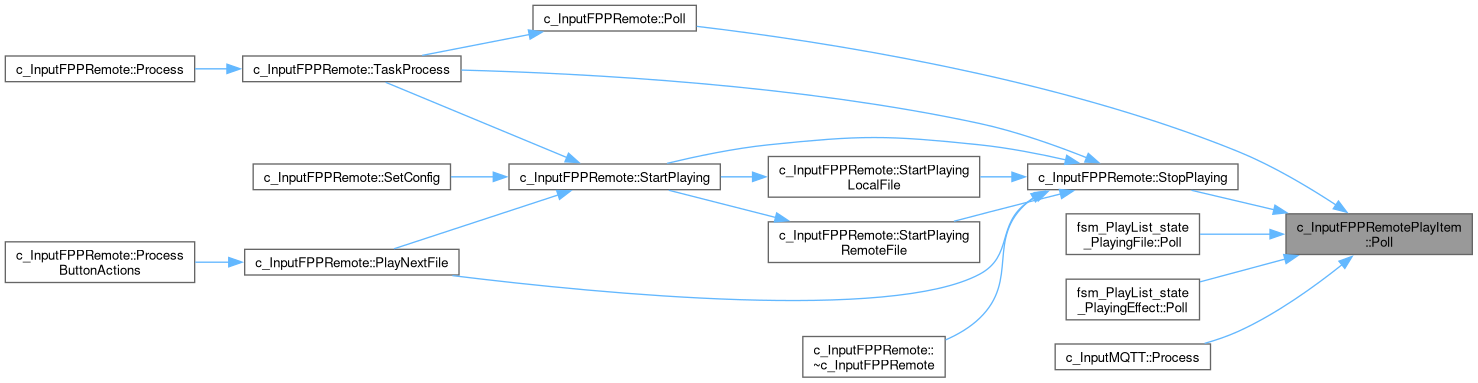 c_InputFPPRemote::Poll
c_InputFPPRemote::Process
c_InputFPPRemote::TaskProcess
c_InputFPPRemote::SetConfig
c_InputFPPRemote::StartPlaying
c_InputFPPRemote::StartPlaying
LocalFile
c_InputFPPRemote::StopPlaying
c_InputFPPRemotePlayItem
::Poll
fsm_PlayList_state
_PlayingFile::Poll
c_InputFPPRemote::StartPlaying
RemoteFile
c_InputFPPRemote::Process
ButtonActions
c_InputFPPRemote::PlayNextFile
fsm_PlayList_state
_PlayingEffect::Poll
c_InputFPPRemote::
~c_InputFPPRemote
c_InputMQTT::Process